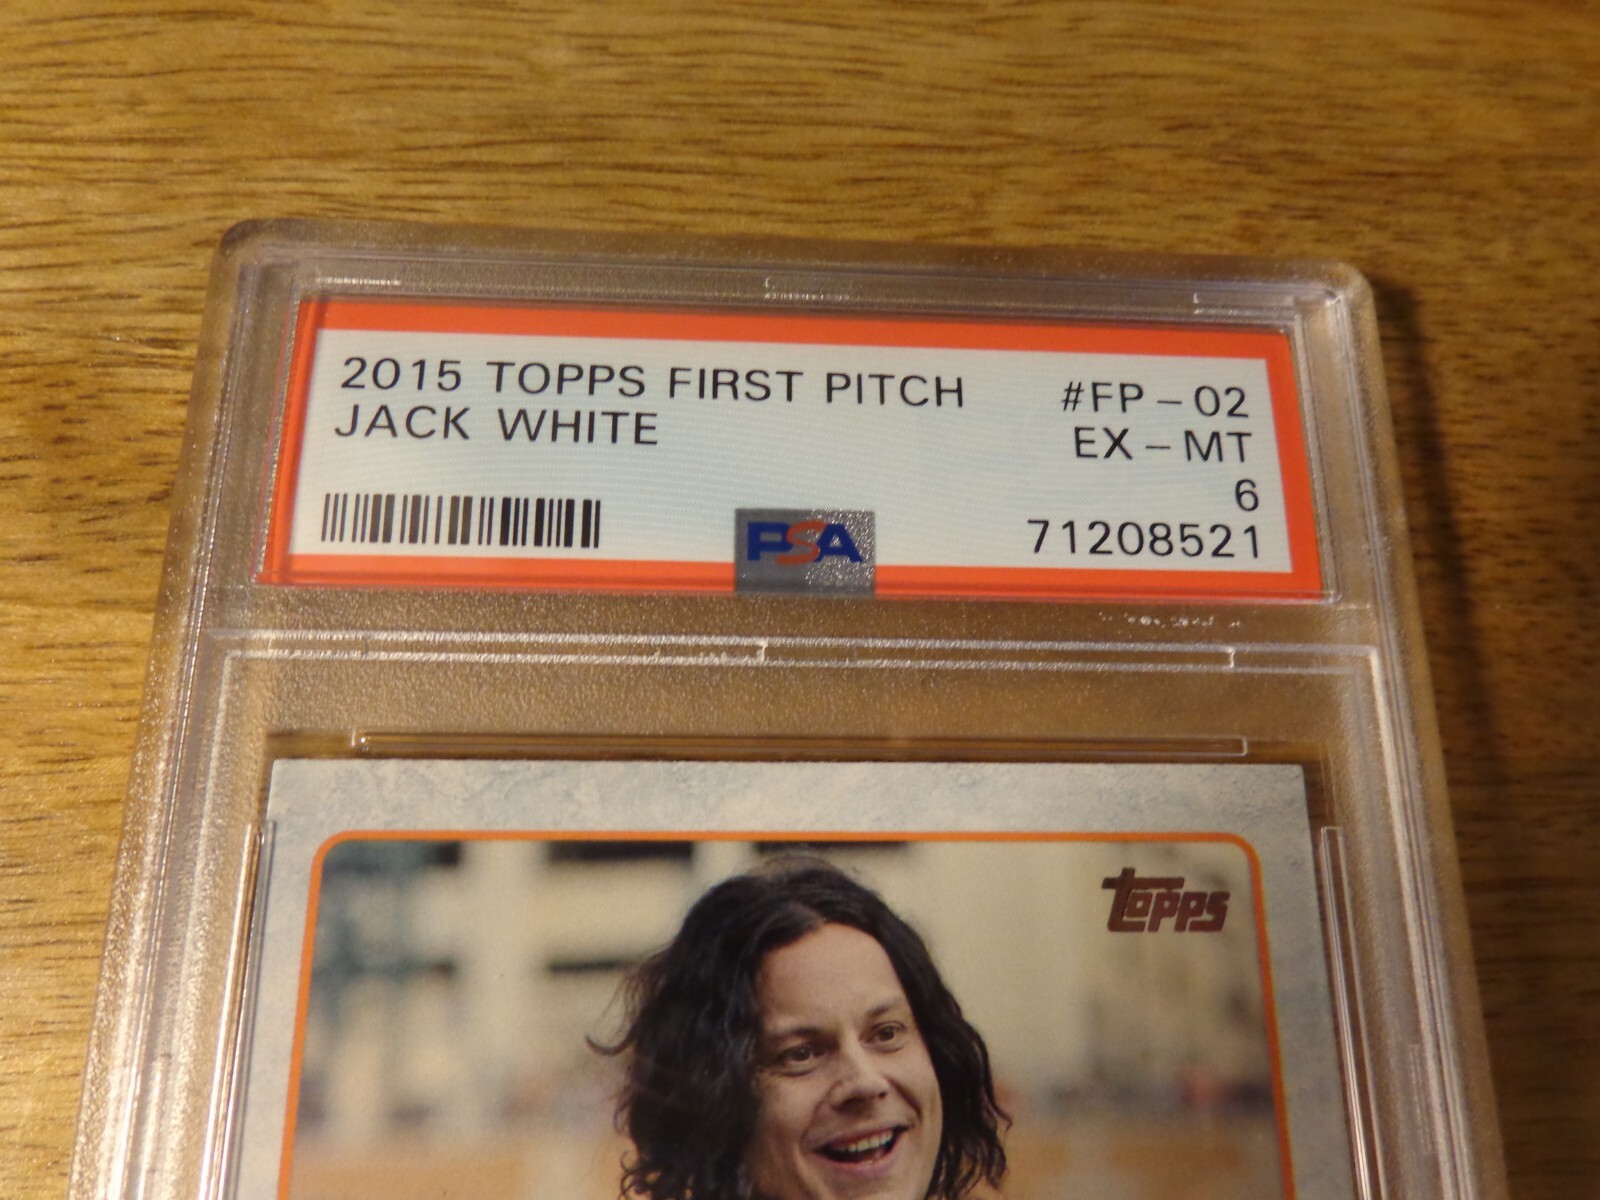 2015 TOPPS FIRST PITCH #FP-02
JACK WHITE EX-MT
6
PSA 71208521
topps